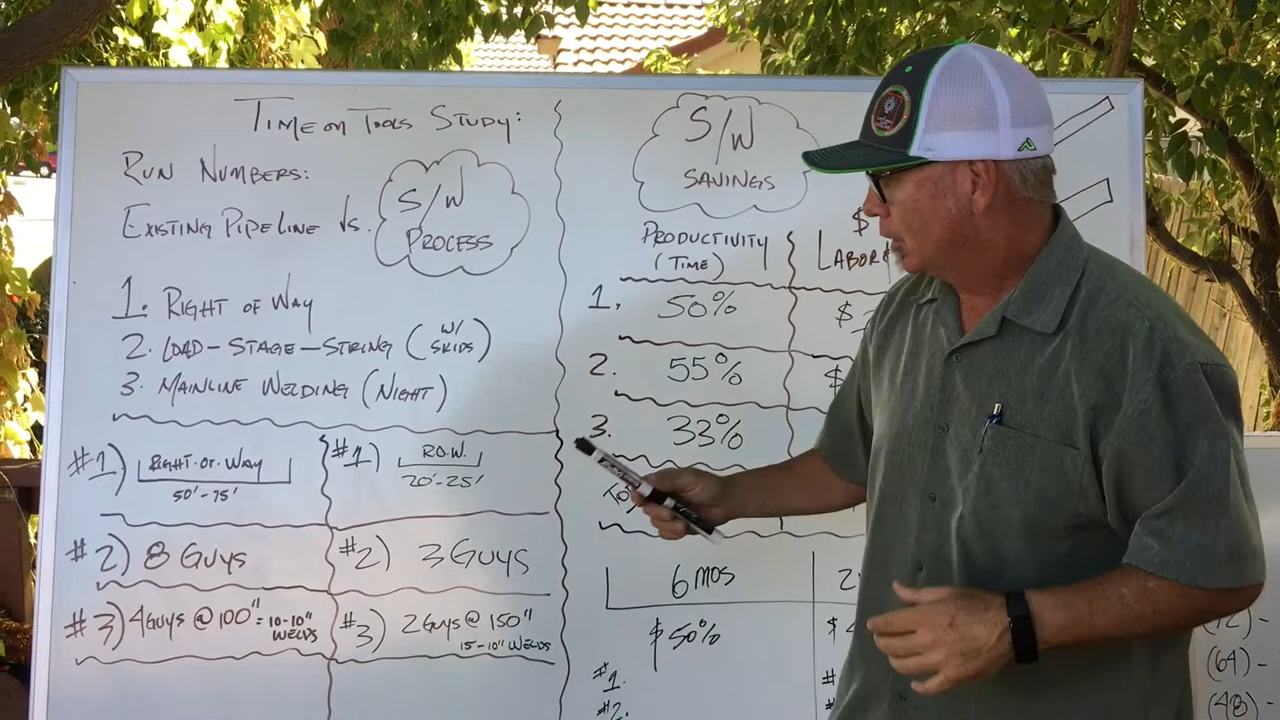 TIME ON TOOLS STUDY:
RUN NUMBERS:
EXISTING PIPELINE VS.
S/W
PROCESS
1. RIGHT OF WAY
2. LOAD-STAGE-STRING (W/ SKIDS)
3. MAINLINE WELDING (NIGHT)
#1) RIGHT-OF-WAY
50'-75'
#1) R.O.W.
20'-25'
#2) 8 GUYS
#2) 3 GUYS
#3) 4 GUYS @ 100" = 10-10"
WELDS
#3) 2 GUYS @ 150"
15-10" WELDS
S/W
SAVINGS
PRODUCTIVITY
(TIME)
$
LABOR
1. 50% $
2. 55% $
3. 33%
6 MOS 2
$50% $
#1. #
#2. #
(64) -
(48) -